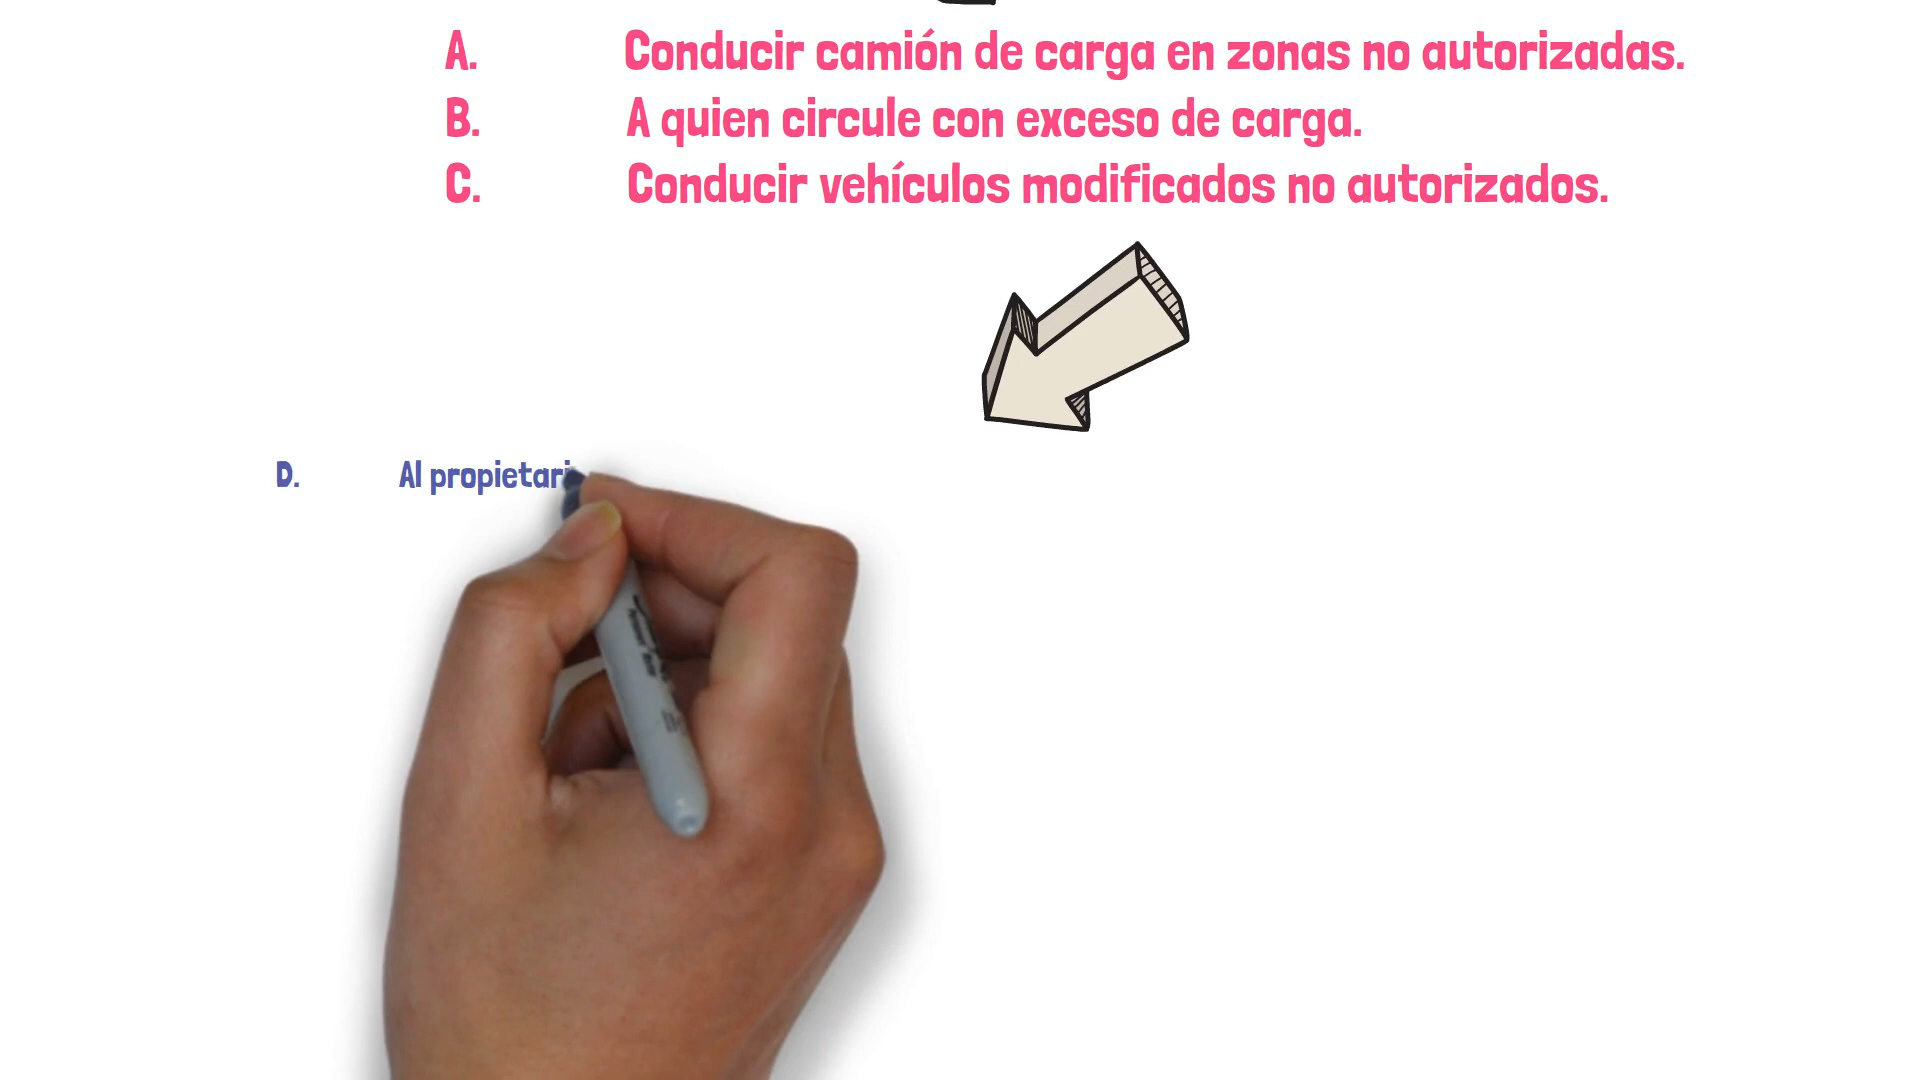 A. Conducir camión de carga en zonas no autorizadas.
B. A quien circule con exceso de carga.
C. Conducir vehículos modificados no autorizados.
D. Al propietari